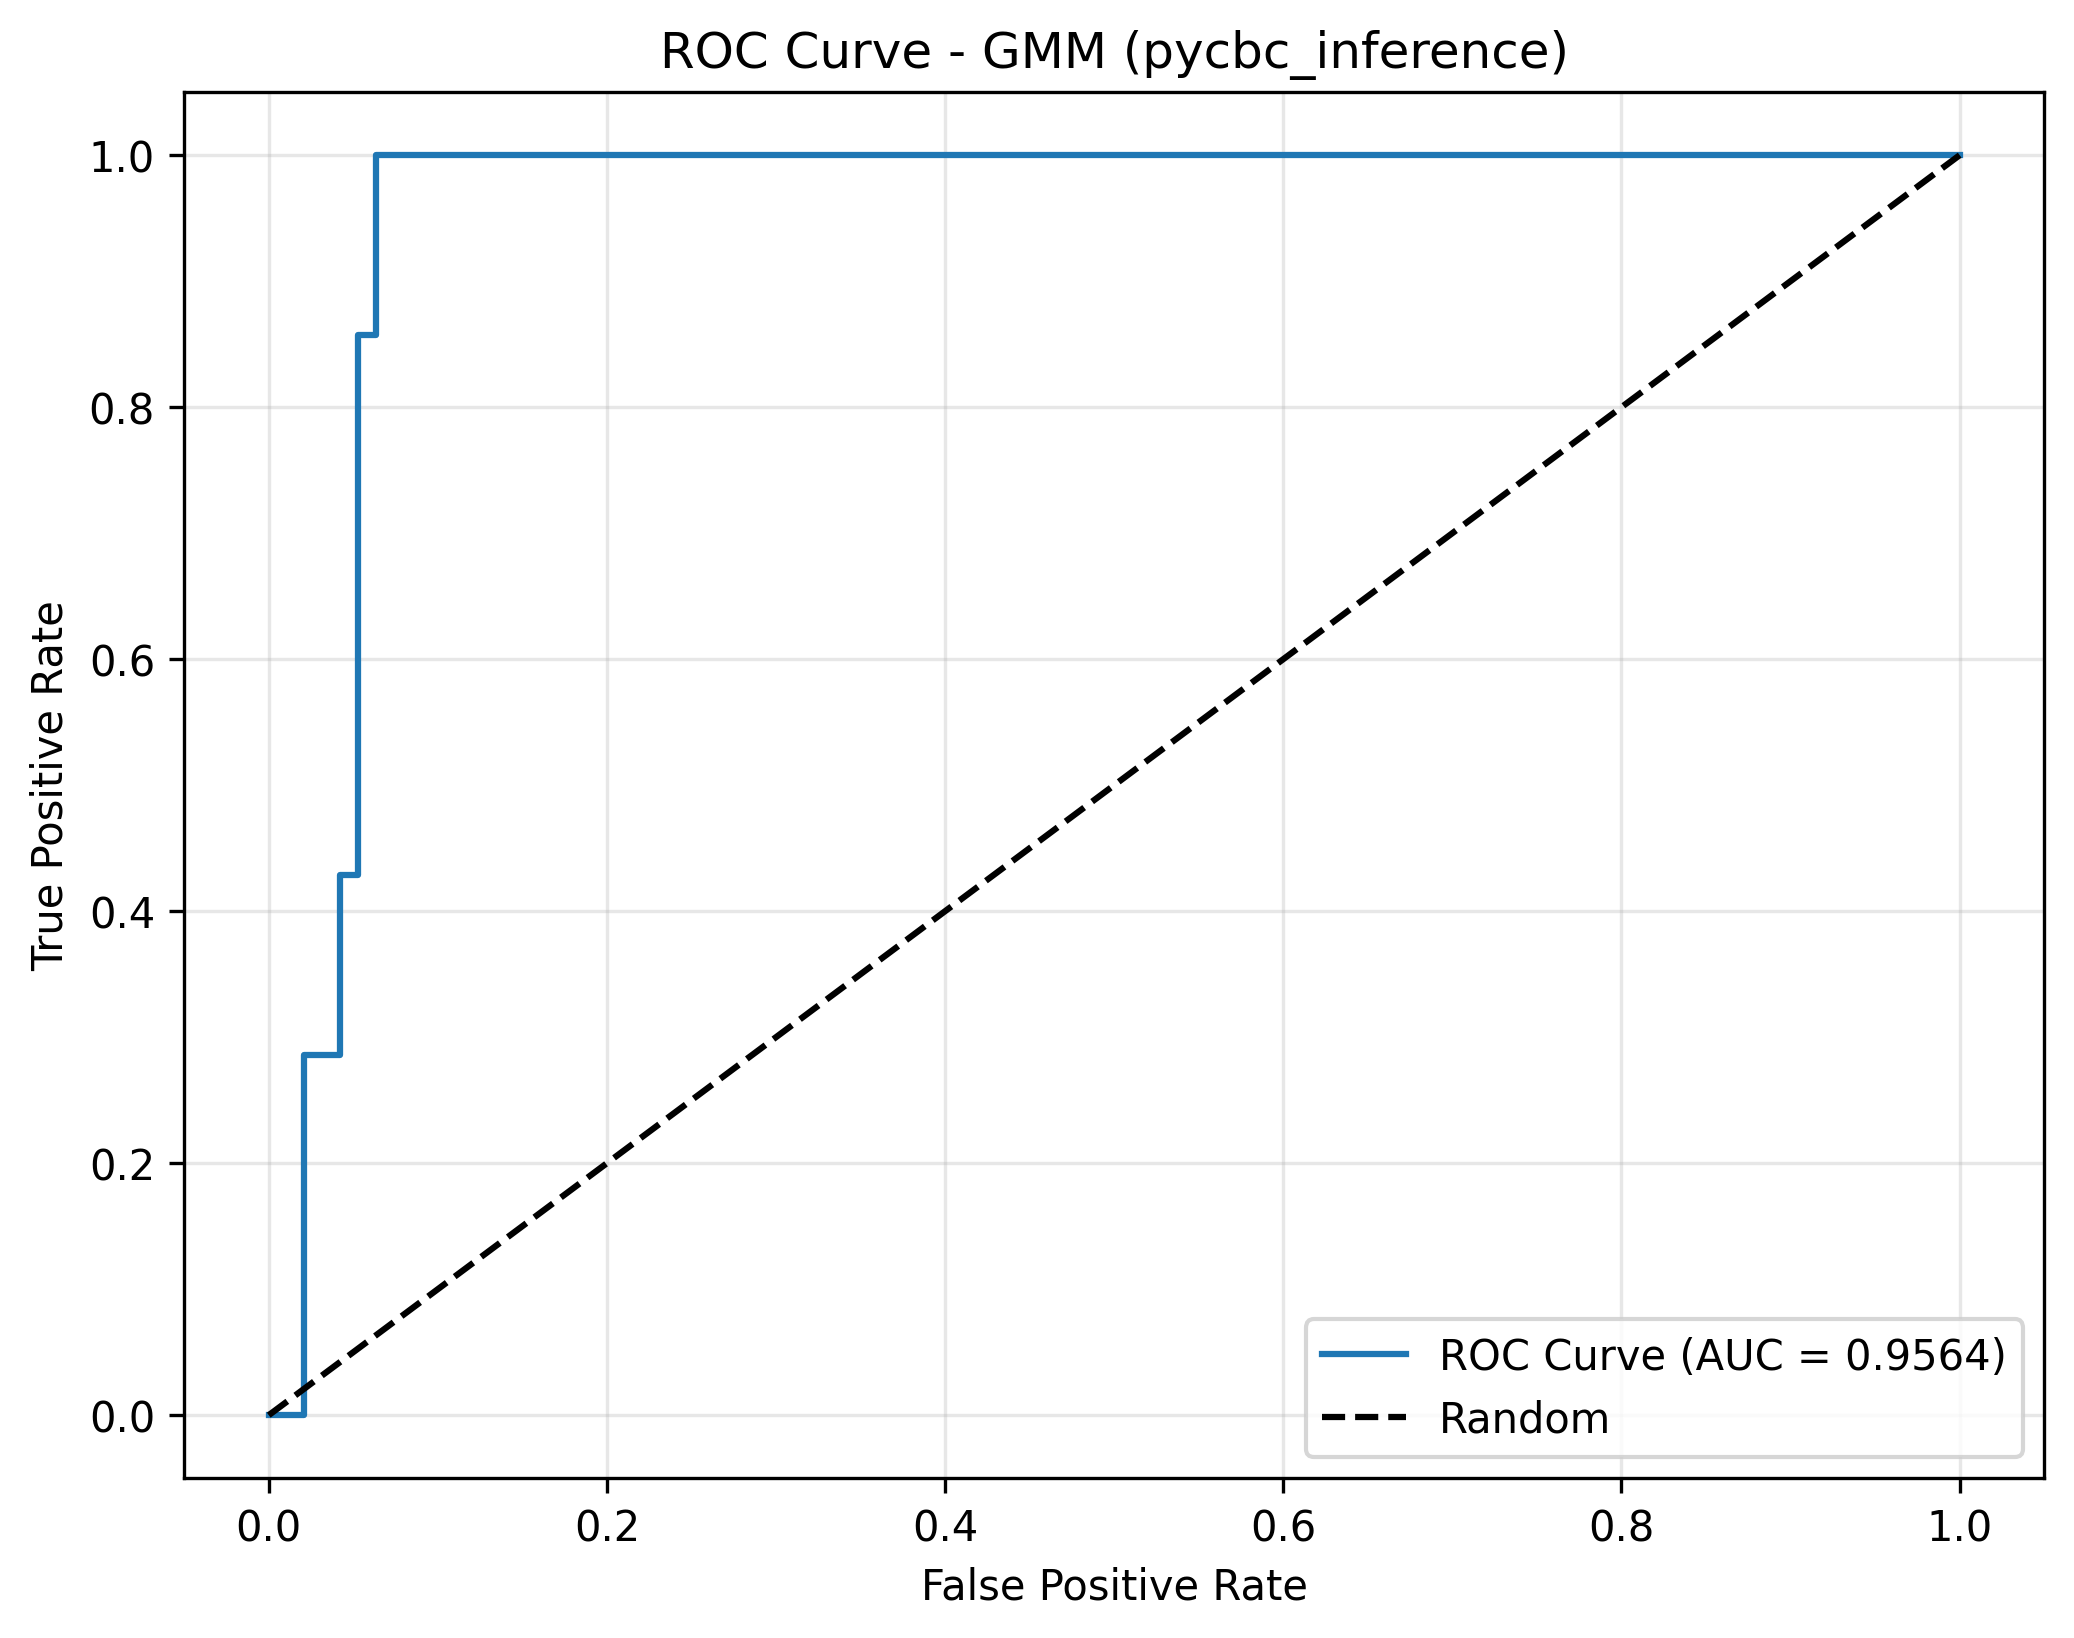 ROC Curve - GMM (pycbc_inference)
1.0
0.8
0.6
0.4
0.2
0.0
True Positive Rate
ROC Curve (AUC = 0.9564)
Random
0.0 0.2 0.4 0.6 0.8 1.0
False Positive Rate